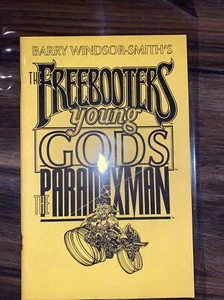 BARRY WINDSOR-SMITH'S
THE FREEBOOTERS
young
GODS
THE PARADOXMAN